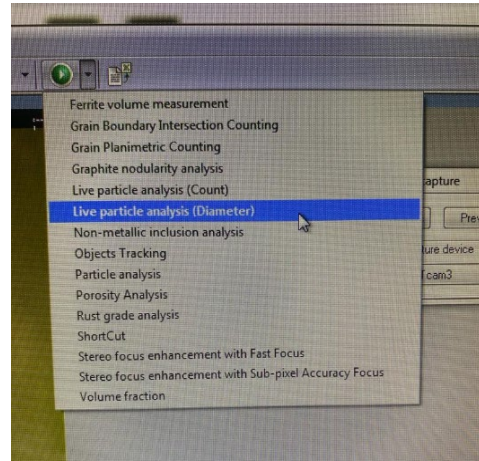 Ferrite volume measurement
Grain Boundary Intersection Counting
Grain Planimetric Counting
Graphite nodularity analysis
Live particle analysis (Count)
apture
Live particle analysis (Diameter)
Prev
Non-metallic inclusion analysis
ture device
Objects Tracking
Particle analysis
cam3
Porosity Analysis
Rust grade analysis
ShortCut
Stereo focus enhancement with Fast Focus
Stereo focus enhancement with Sub-pixel Accuracy Focus
Volume fraction